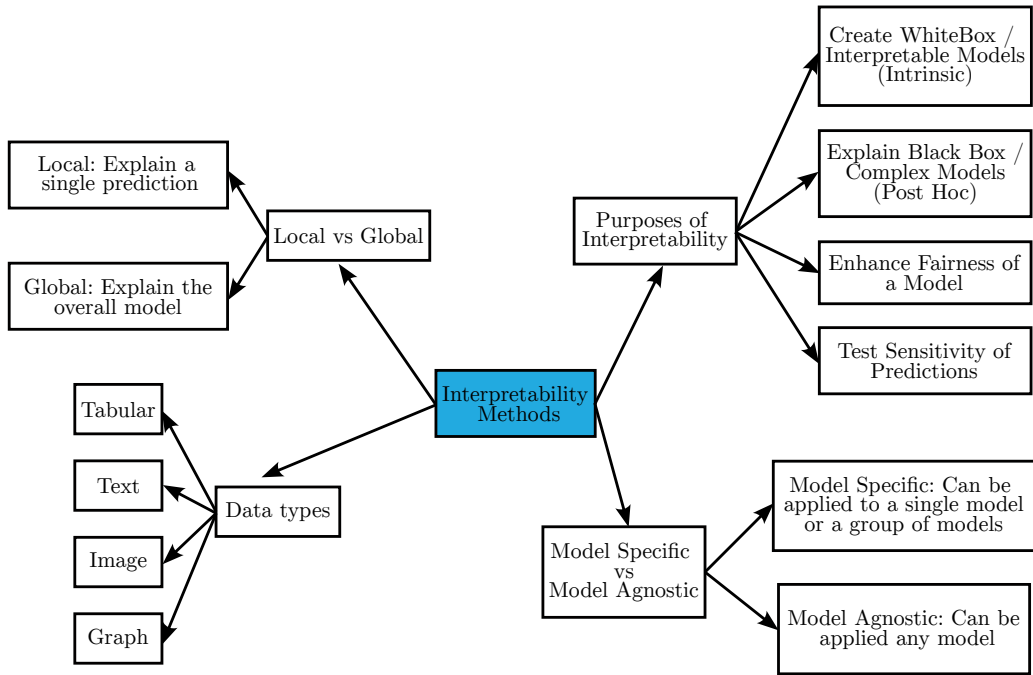 Create WhiteBox /
Interpretable Models
(Intrinsic)
Local: Explain a
single prediction
Explain Black Box /
Complex Models
(Post Hoc)
Local vs Global
Purposes of
Interpretability
Global: Explain the
overall model
Enhance Fairness of
a Model
Test Sensitivity of
Predictions
Interpretability
Methods
Tabular
Text
Data types
Image
Graph
Model Specific: Can be
applied to a single model
or a group of models
Model Specific
vs
Model Agnostic
Model Agnostic: Can be
applied any model